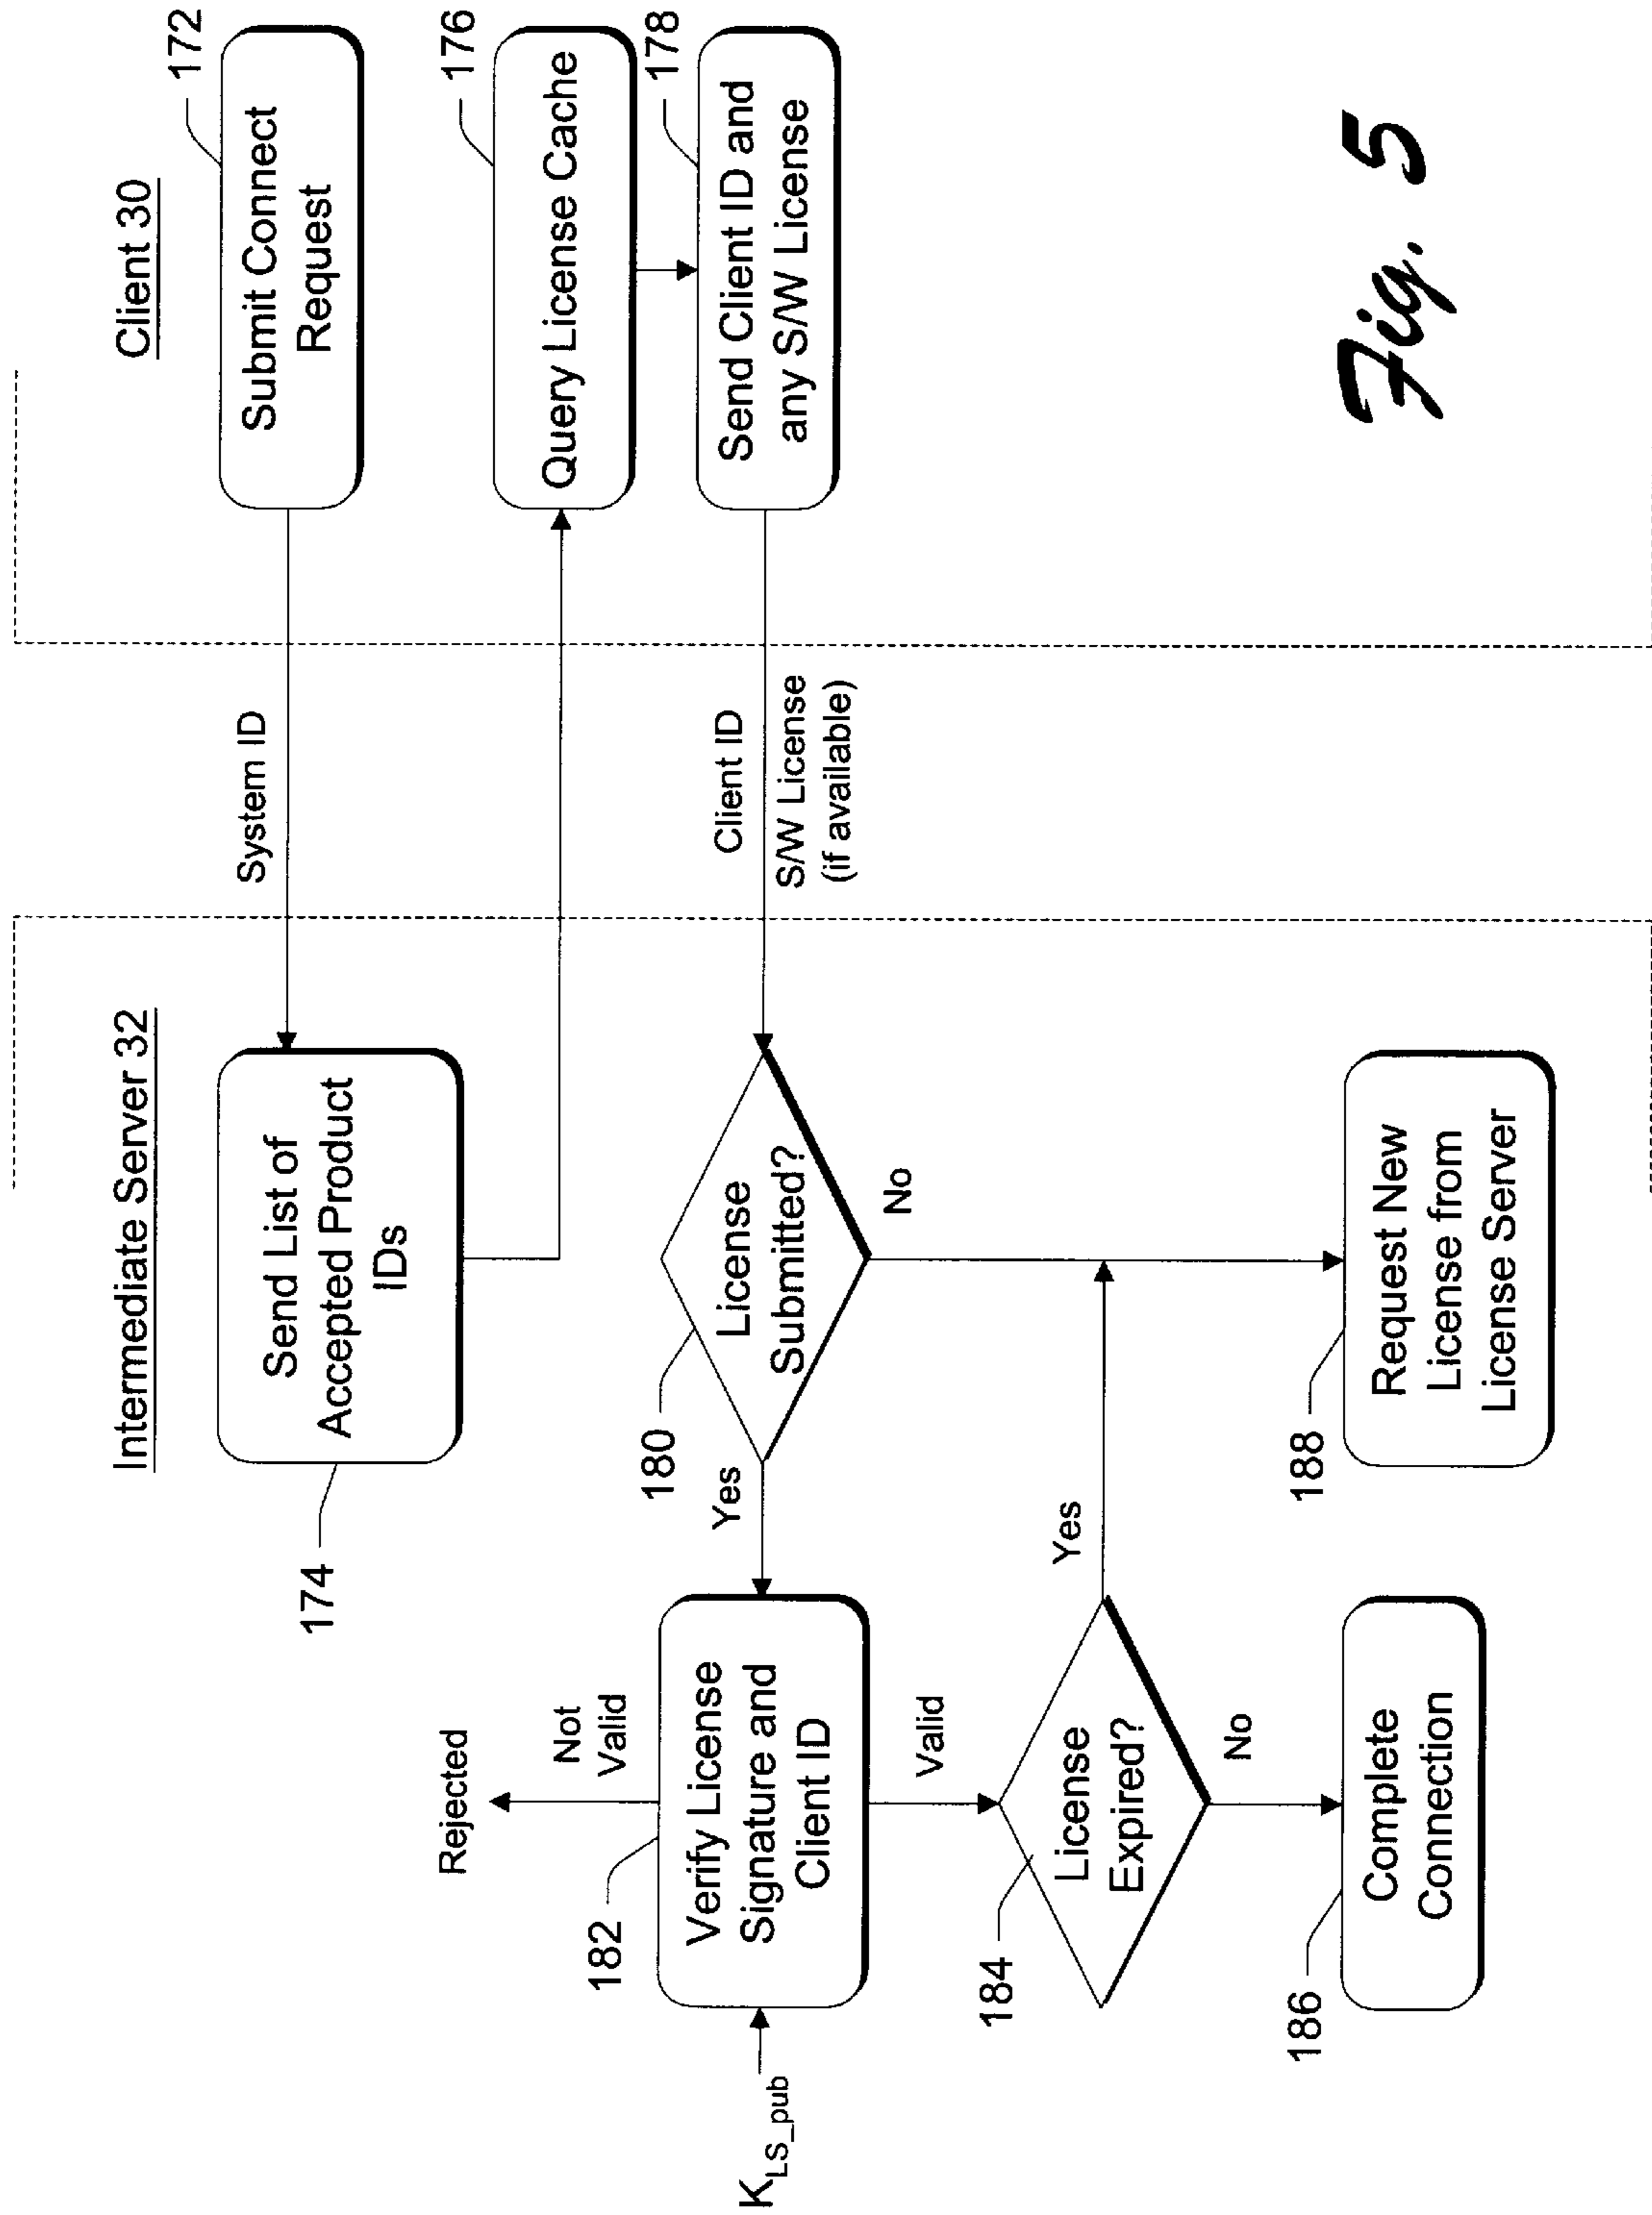 Intermediate Server 32
Client 30
172
Submit Connect
Request
System ID
174
Send List of
Accepted Product
IDs
176
Query License Cache
178
Send Client ID and
any S/W License
Client ID
S/W License
(if available)
180
License
Submitted?
Yes
No
Rejected
Not
Valid
182
Verify License
Signature and
Client ID
KLS_pub
Valid
184
License
Expired?
Yes
No
186
Complete
Connection
188
Request New
License from
License Server
Fig. 5